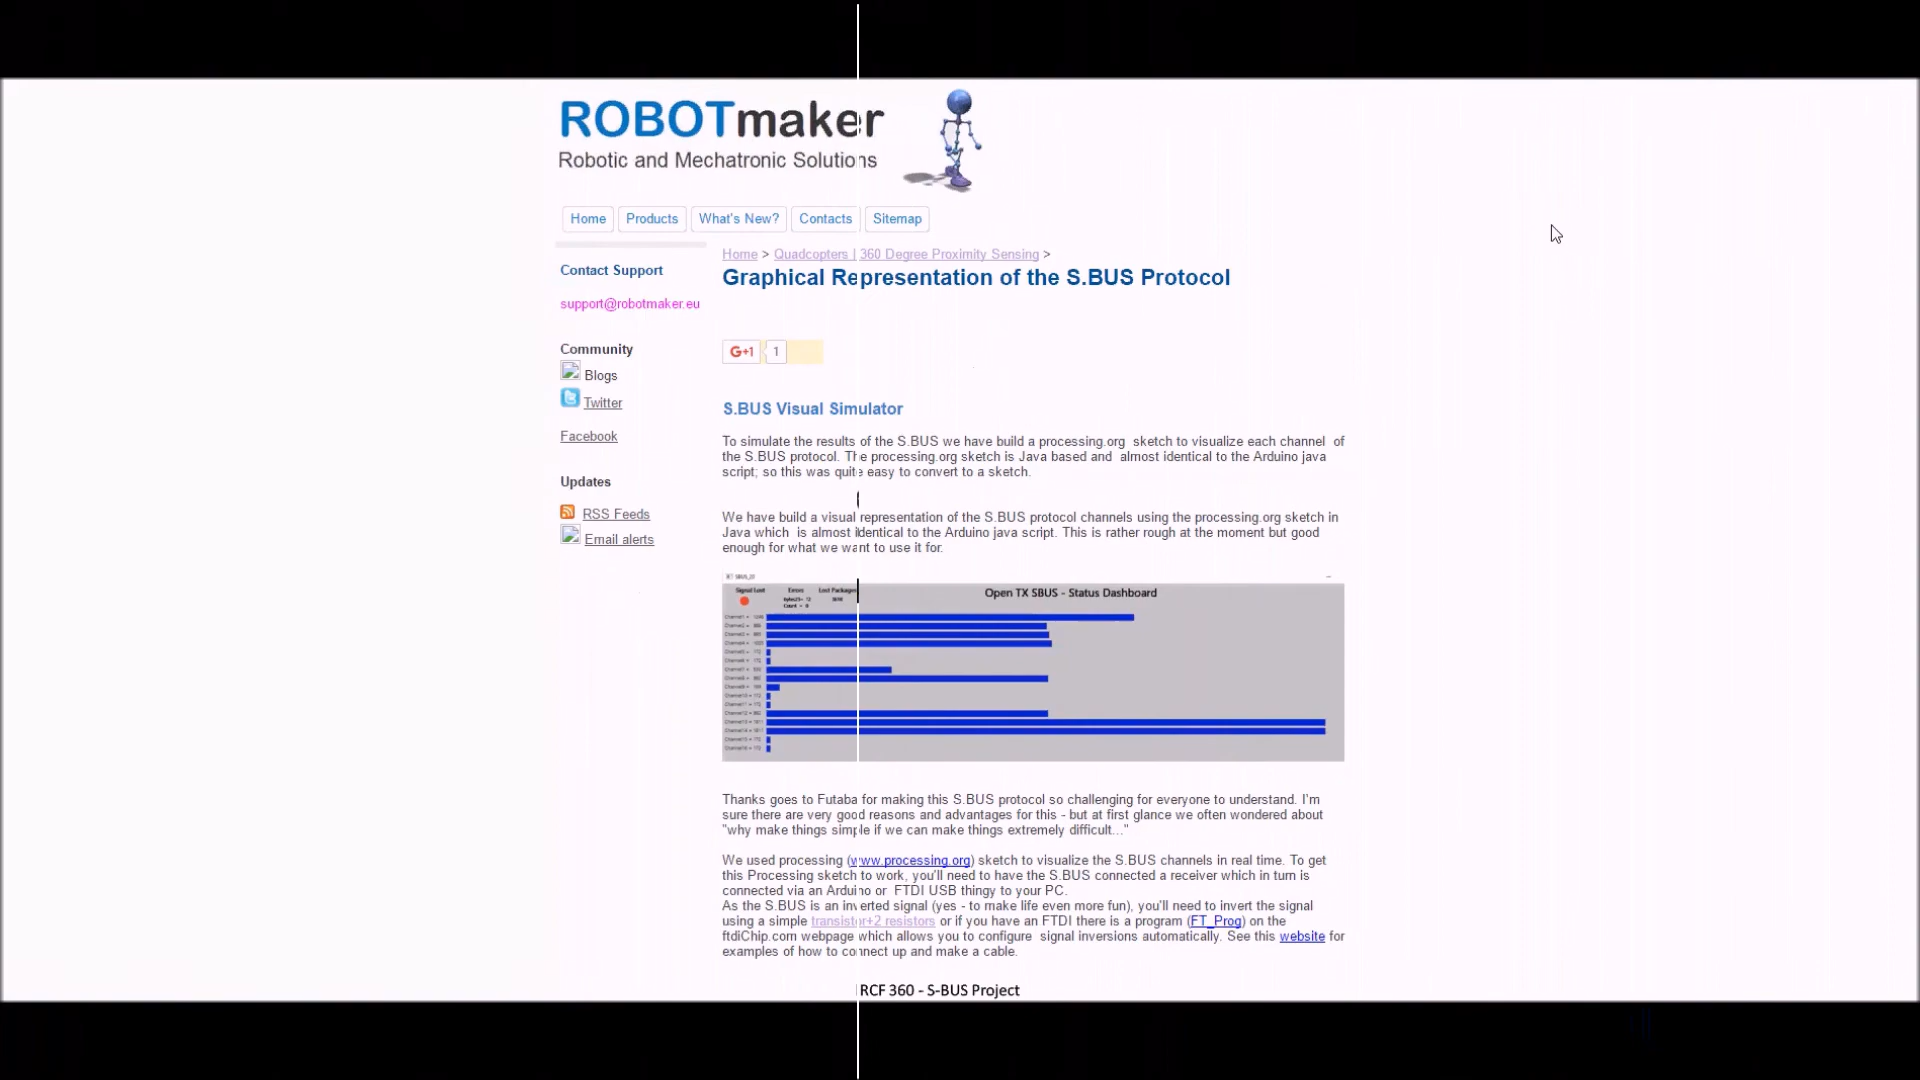 ROBOTmaker
Robotic and Mechatronic Solutions
Home Products What's New? Contacts Sitemap
Contact Support
support@robotmaker.eu
Community
Blogs
Twitter
Facebook
Updates
RSS Feeds
Email alerts
Home > Quadcopters | 360 Degree Proximity Sensing >
Graphical Representation of the S.BUS Protocol
G+1 1
S.BUS Visual Simulator
To simulate the results of the S.BUS we have build a processing.org sketch to visualize each channel of
the S.BUS protocol. The processing.org sketch is Java based and almost identical to the Arduino java
script; so this was quite easy to convert to a sketch.
We have build a visual representation of the S.BUS protocol channels using the processing.org sketch in
Java which is almost identical to the Arduino java script. This is rather rough at the moment but good
enough for what we want to use it for.
Signal Lost Errors Lost Packages
Open TX SBUS - Status Dashboard
Thanks goes to Futaba for making this S.BUS protocol so challenging for everyone to understand. I'm
sure there are very good reasons and advantages for this - but at first glance we often wondered about
"why make things simple if we can make things extremely difficult..."
We used processing (www.processing.org) sketch to visualize the S.BUS channels in real time. To get
this Processing sketch to work, you'll need to have the S.BUS connected a receiver which in turn is
connected via an Arduino or FTDI USB thingy to your PC.
As the S.BUS is an inverted signal (yes - to make life even more fun), you'll need to invert the signal
using a simple transistor+2 resistors or if you have an FTDI there is a program (FT_Prog) on the
ftdiChip.com webpage which allows you to configure signal inversions automatically. See this website for
examples of how to connect up and make a cable.
RCF 360 - S-BUS Project